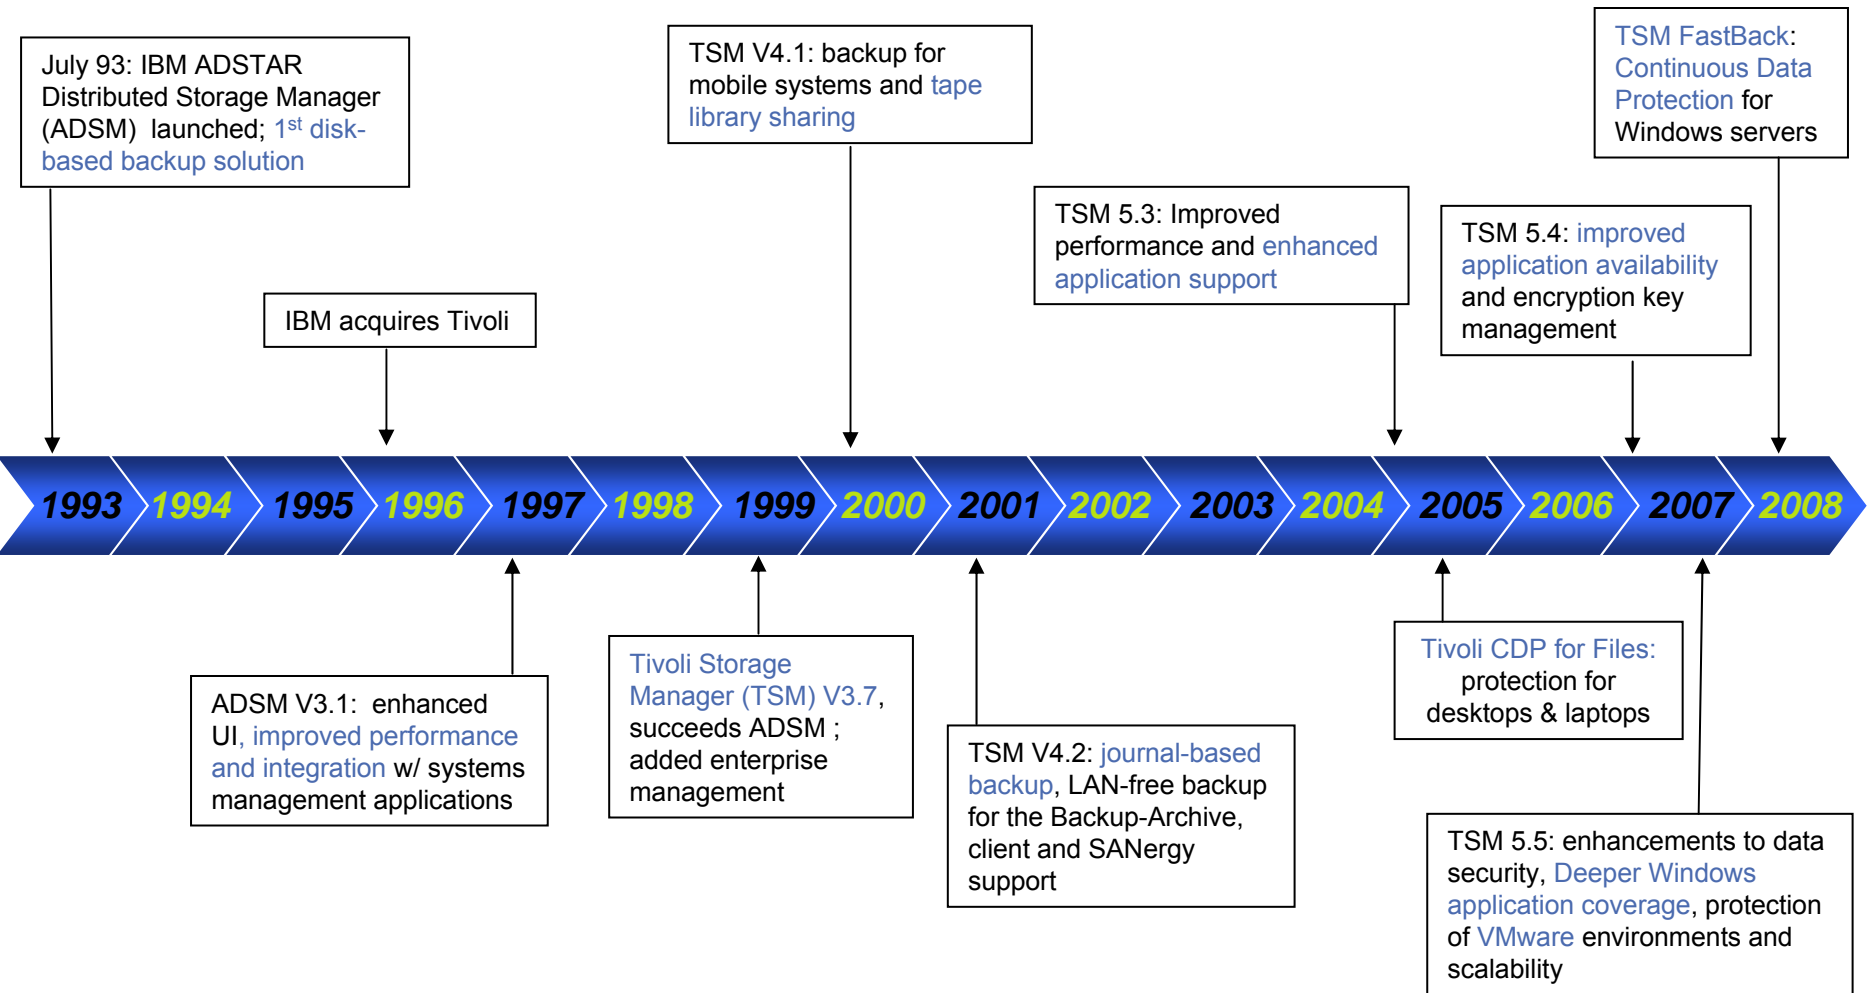 July 93: IBM ADSTAR
Distributed Storage Manager
(ADSM) launched; 1st disk-
based backup solution
IBM acquires Tivoli
TSM V4.1: backup for
mobile systems and tape
library sharing
TSM 5.3: Improved
performance and enhanced
application support
TSM 5.4: improved
application availability
and encryption key
management
TSM FastBack:
Continuous Data
Protection for
Windows servers
1993 1994 1995 1996 1997 1998 1999 2000 2001 2002 2003 2004 2005 2006 2007 2008
ADSM V3.1: enhanced
UI, improved performance
and integration w/ systems
management applications
Tivoli Storage
Manager (TSM) V3.7,
succeeds ADSM ;
added enterprise
management
TSM V4.2: journal-based
backup, LAN-free backup
for the Backup-Archive,
client and SANergy
support
Tivoli CDP for Files:
protection for
desktops & laptops
TSM 5.5: enhancements to data
security, Deeper Windows
application coverage, protection
of VMware environments and
scalability